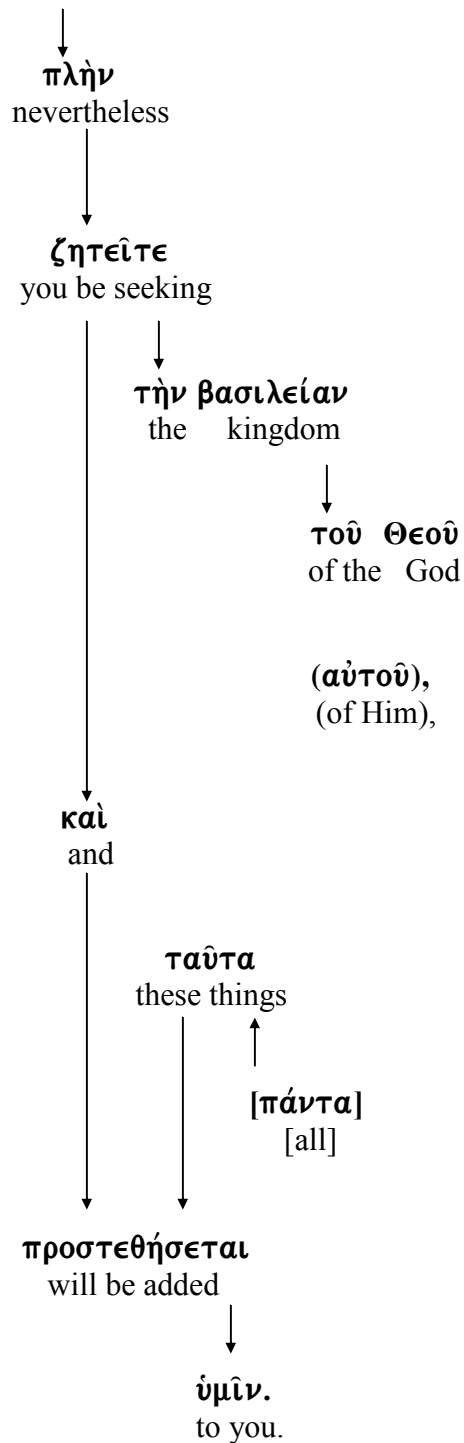 πλὴν
nevertheless
ζητεῖτε
you be seeking
τὴν βασιλείαν
the kingdom
τοῦ Θεοῦ
of the God
(αὐτοῦ),
(of Him),
καὶ
and
ταῦτα
these things
[πάντα]
[all]
προστεθήσεται
will be added
ὑμῖν.
to you.